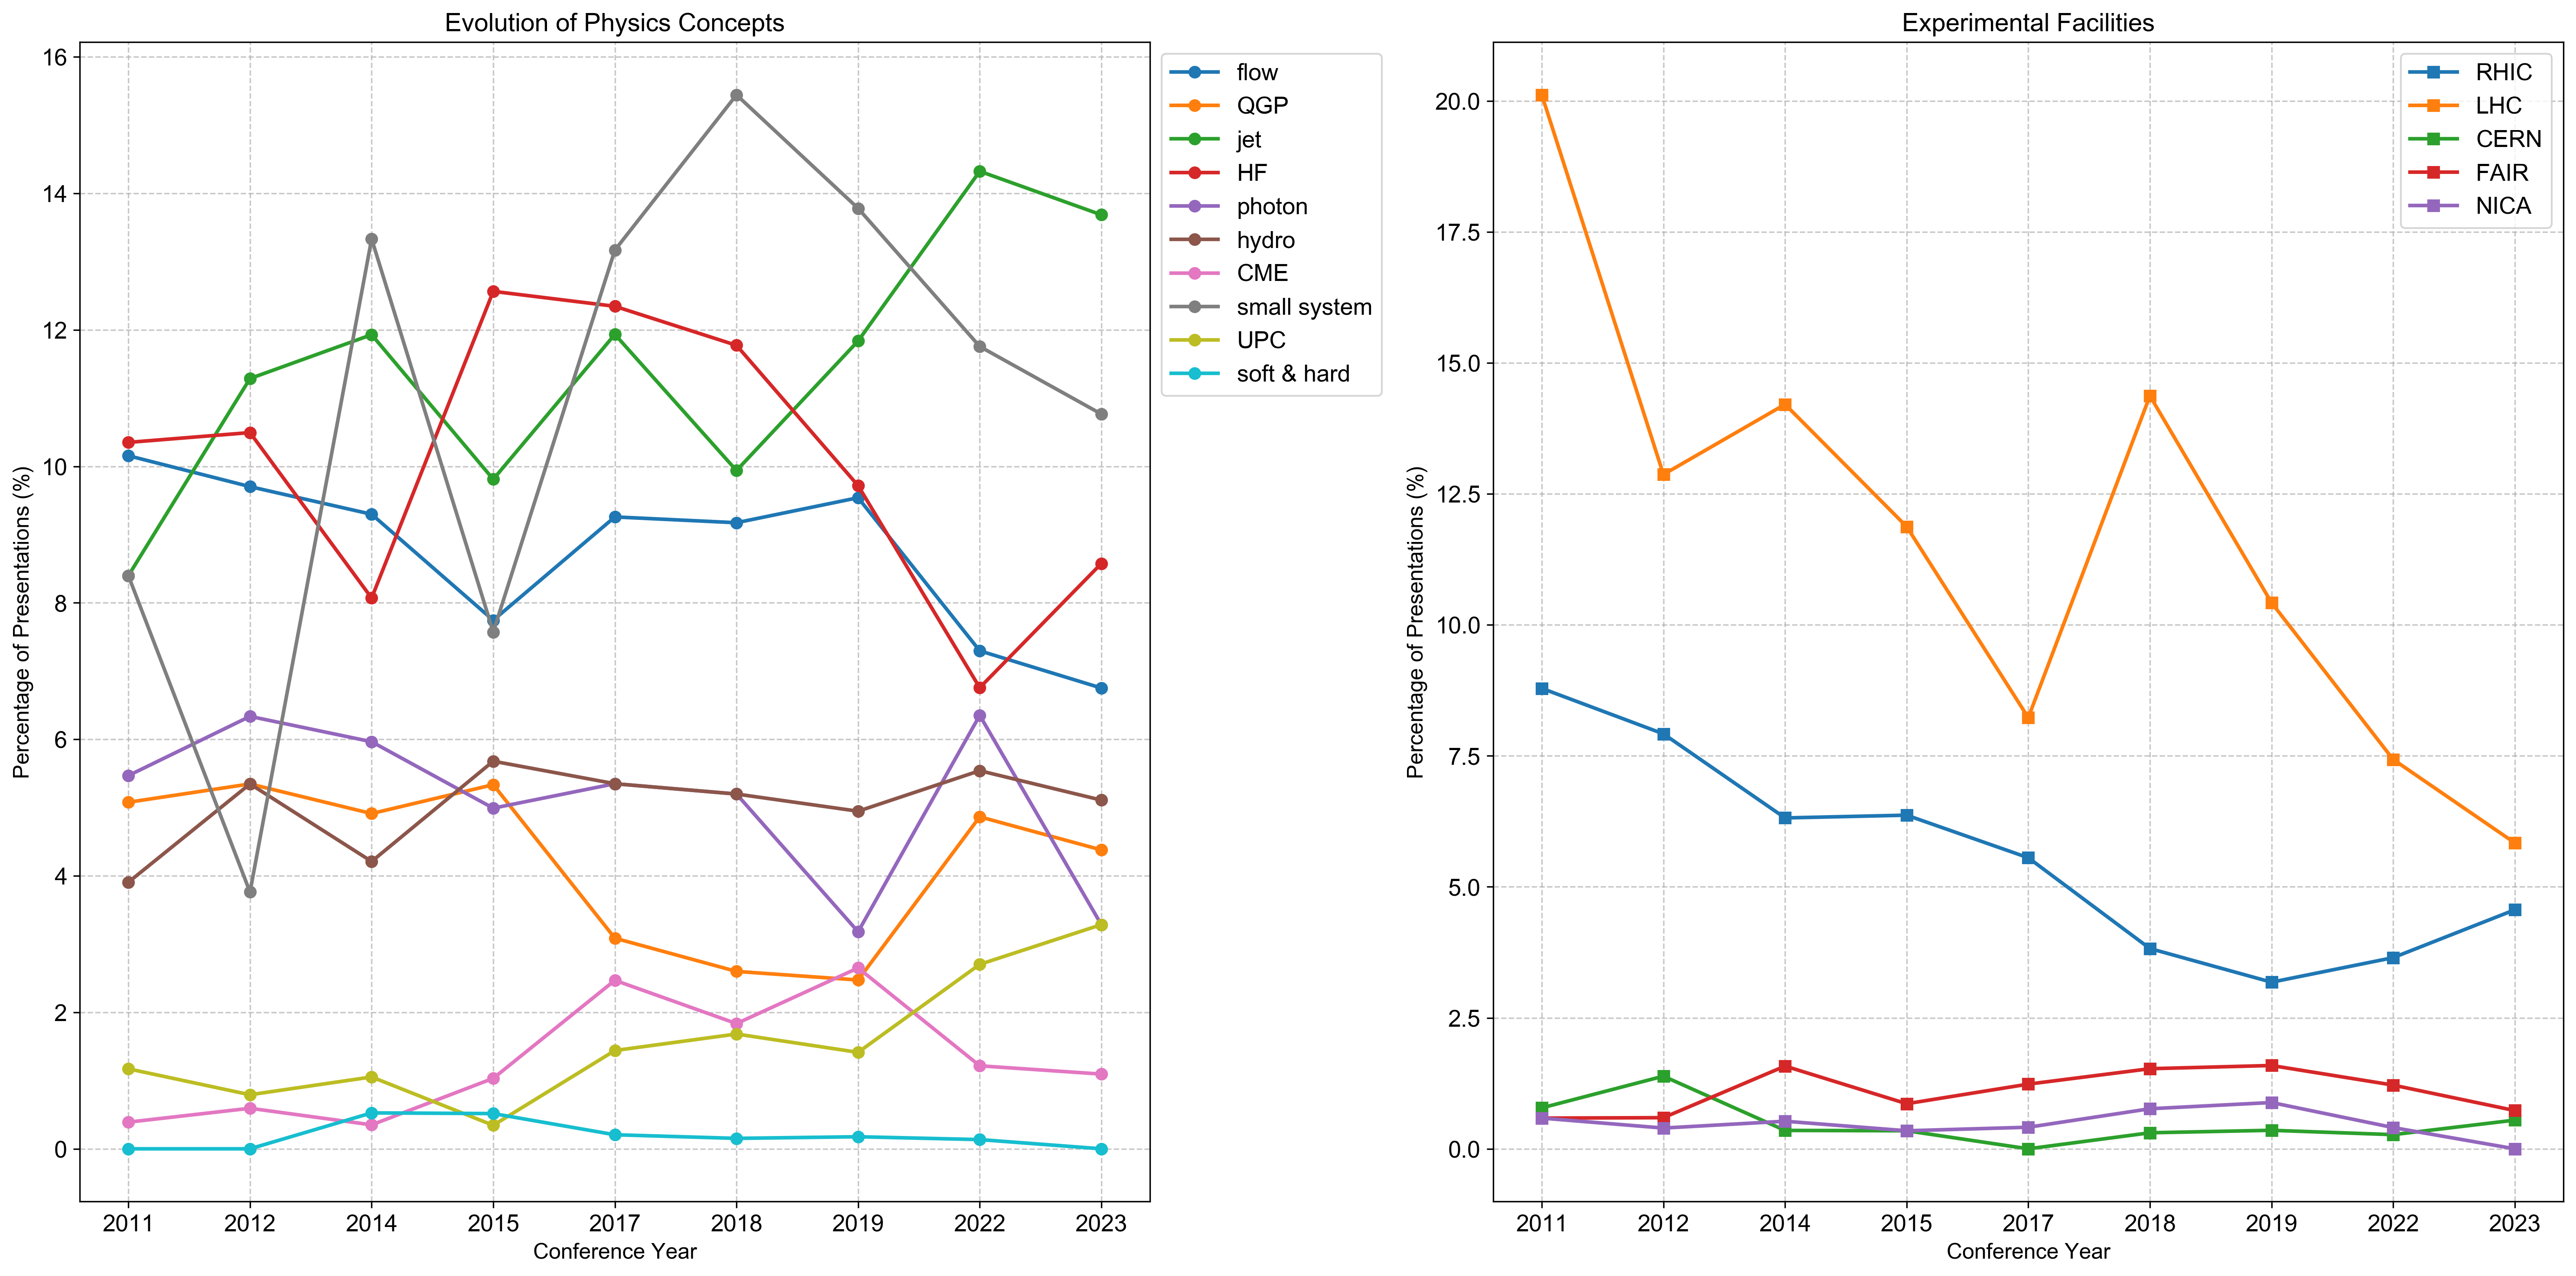 Evolution of Physics Concepts
Percentage of Presentations (%)
16
14
12
10
8
6
4
2
0
2011 2012 2014 2015 2017 2018 2019 2022 2023
Conference Year
flow
QGP
jet
HF
photon
hydro
CME
small system
UPC
soft & hard
Experimental Facilities
Percentage of Presentations (%)
20.0
17.5
15.0
12.5
10.0
7.5
5.0
2.5
0.0
2011 2012 2014 2015 2017 2018 2019 2022 2023
Conference Year
RHIC
LHC
CERN
FAIR
NICA